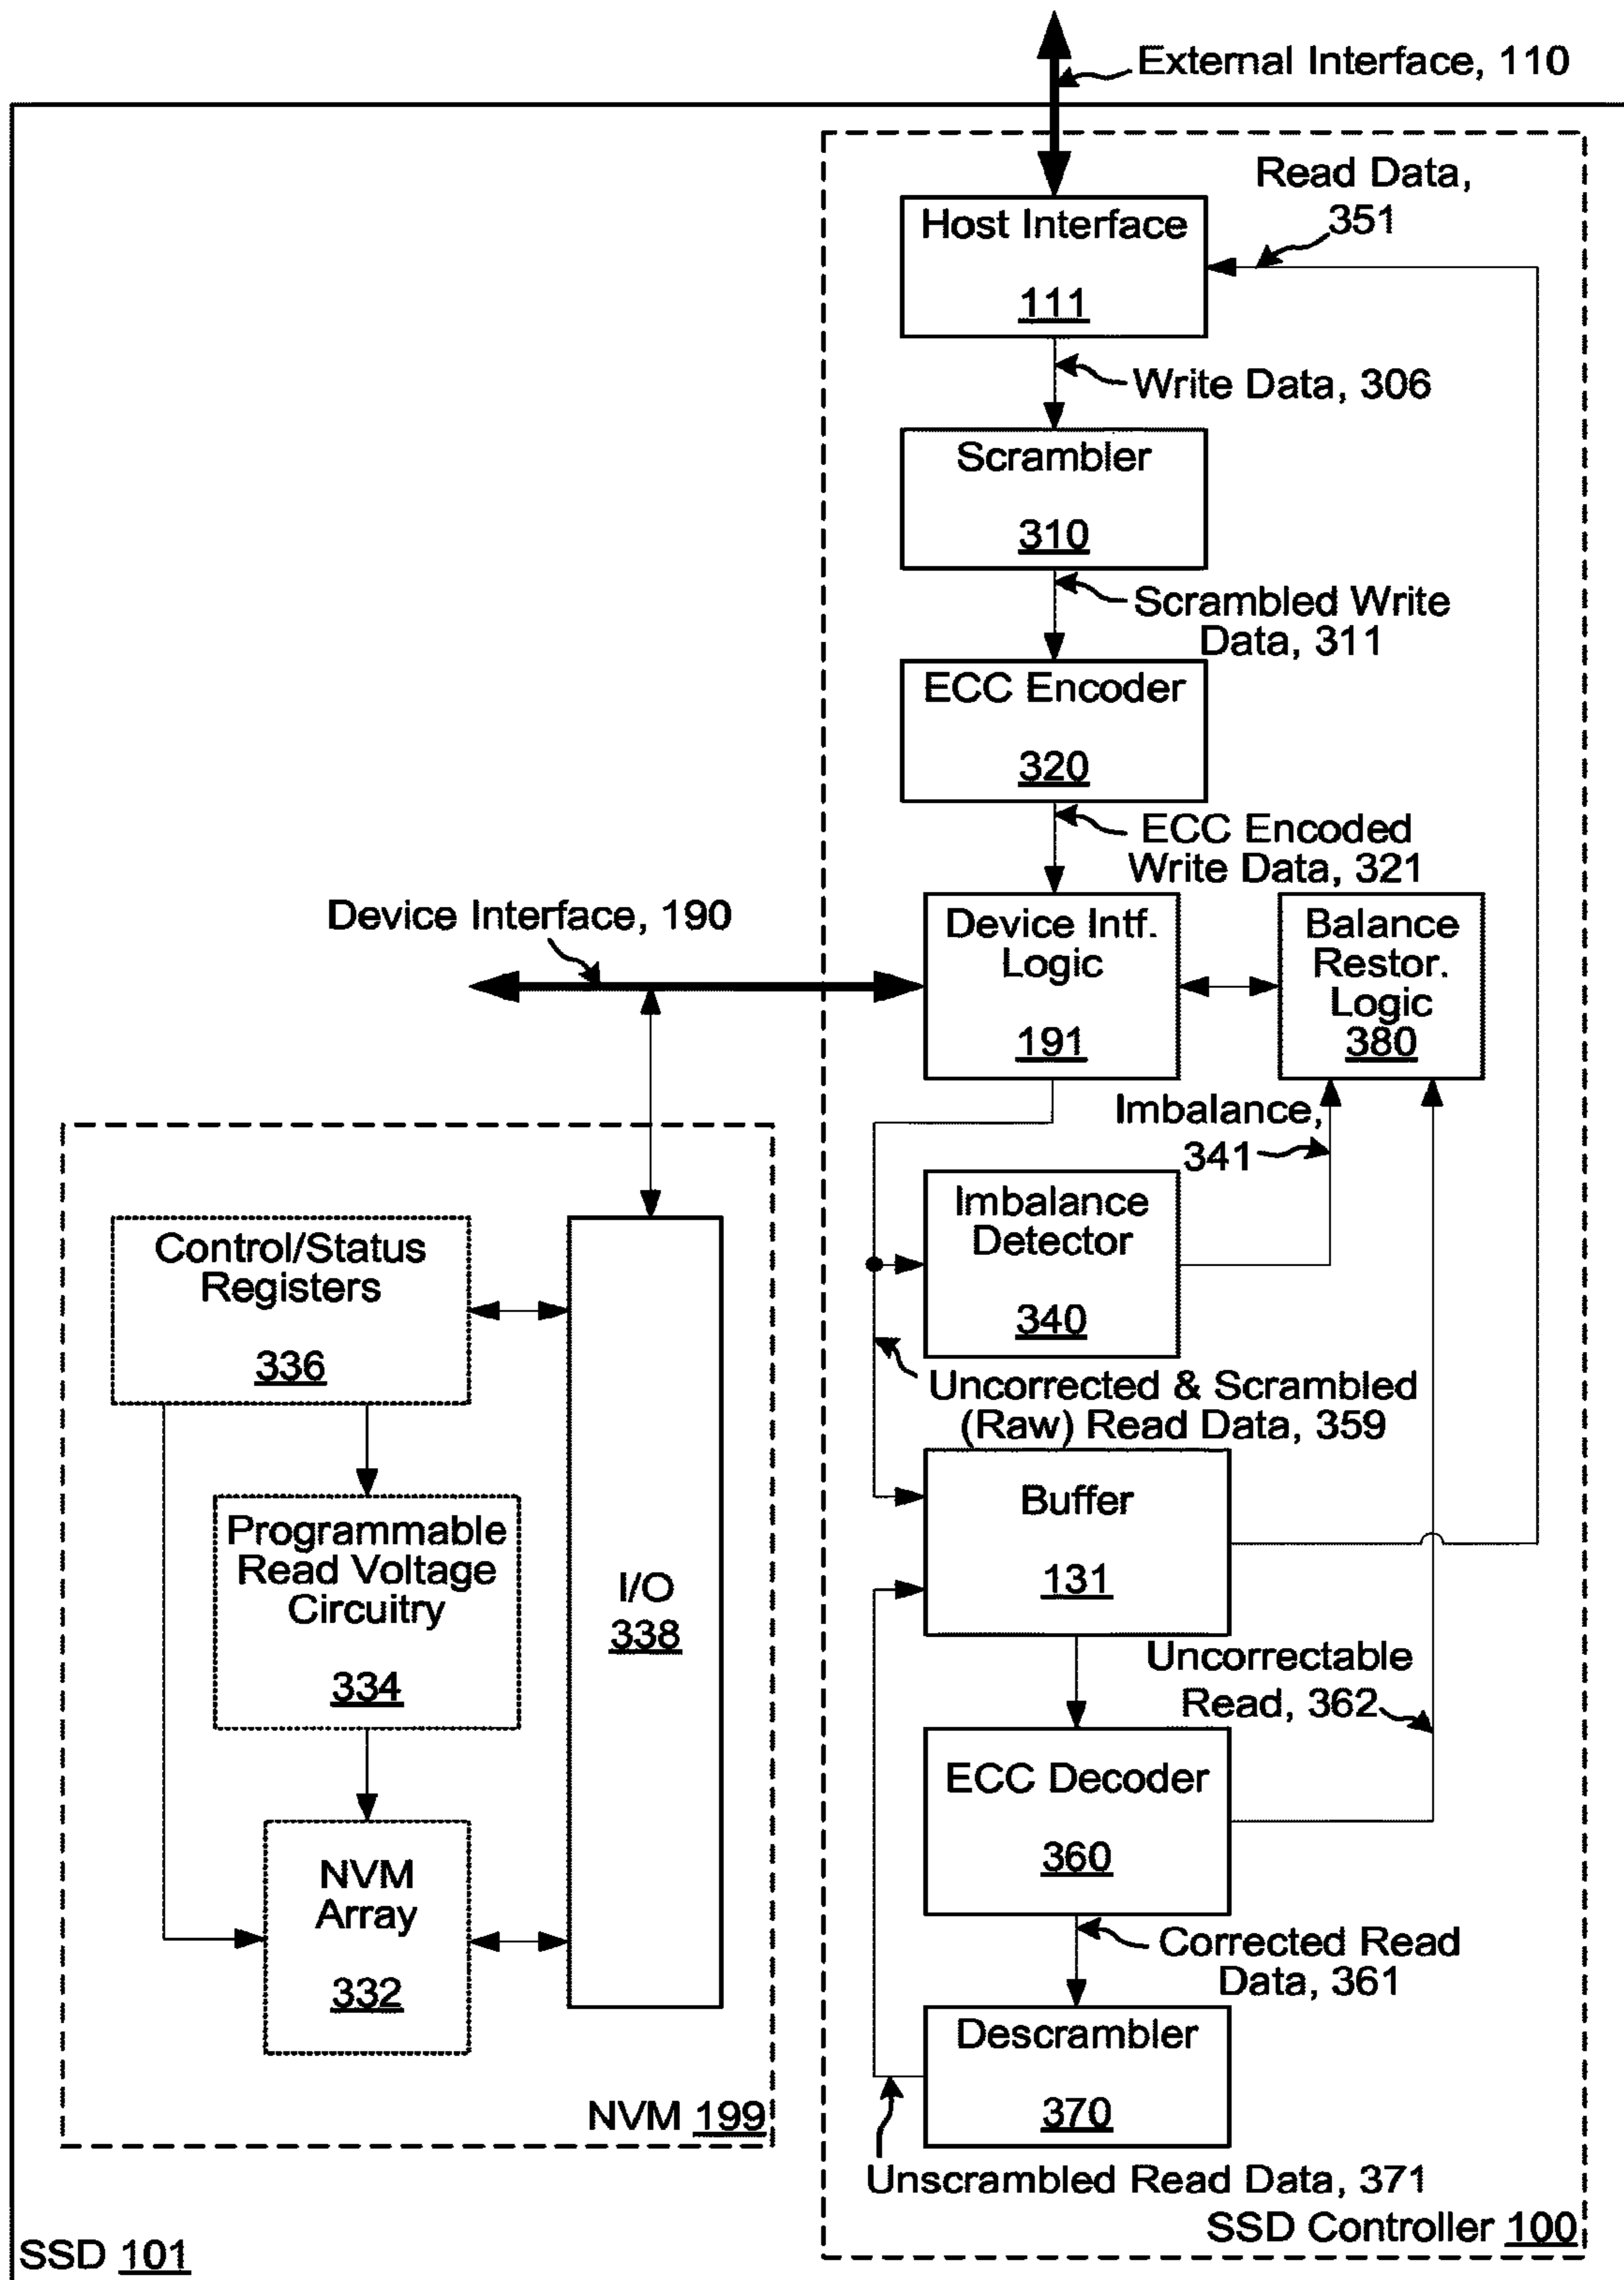 External Interface, 110
Read Data,
351
Host Interface
111
Write Data, 306
Scrambler
310
Scrambled Write
Data, 311
ECC Encoder
320
ECC Encoded
Write Data, 321
Device Interface, 190
Device Intf.
Logic
191
Balance
Restor.
Logic
380
Imbalance,
341
Imbalance
Detector
340
Control/Status
Registers
336
Uncorrected & Scrambled
(Raw) Read Data, 359
Programmable
Read Voltage
Circuitry
334
I/O
338
Buffer
131
Uncorrectable
Read, 362
ECC Decoder
360
NVM
Array
332
Corrected Read
Data, 361
Descrambler
370
NVM 199
Unscrambled Read Data, 371
SSD Controller 100
SSD 101